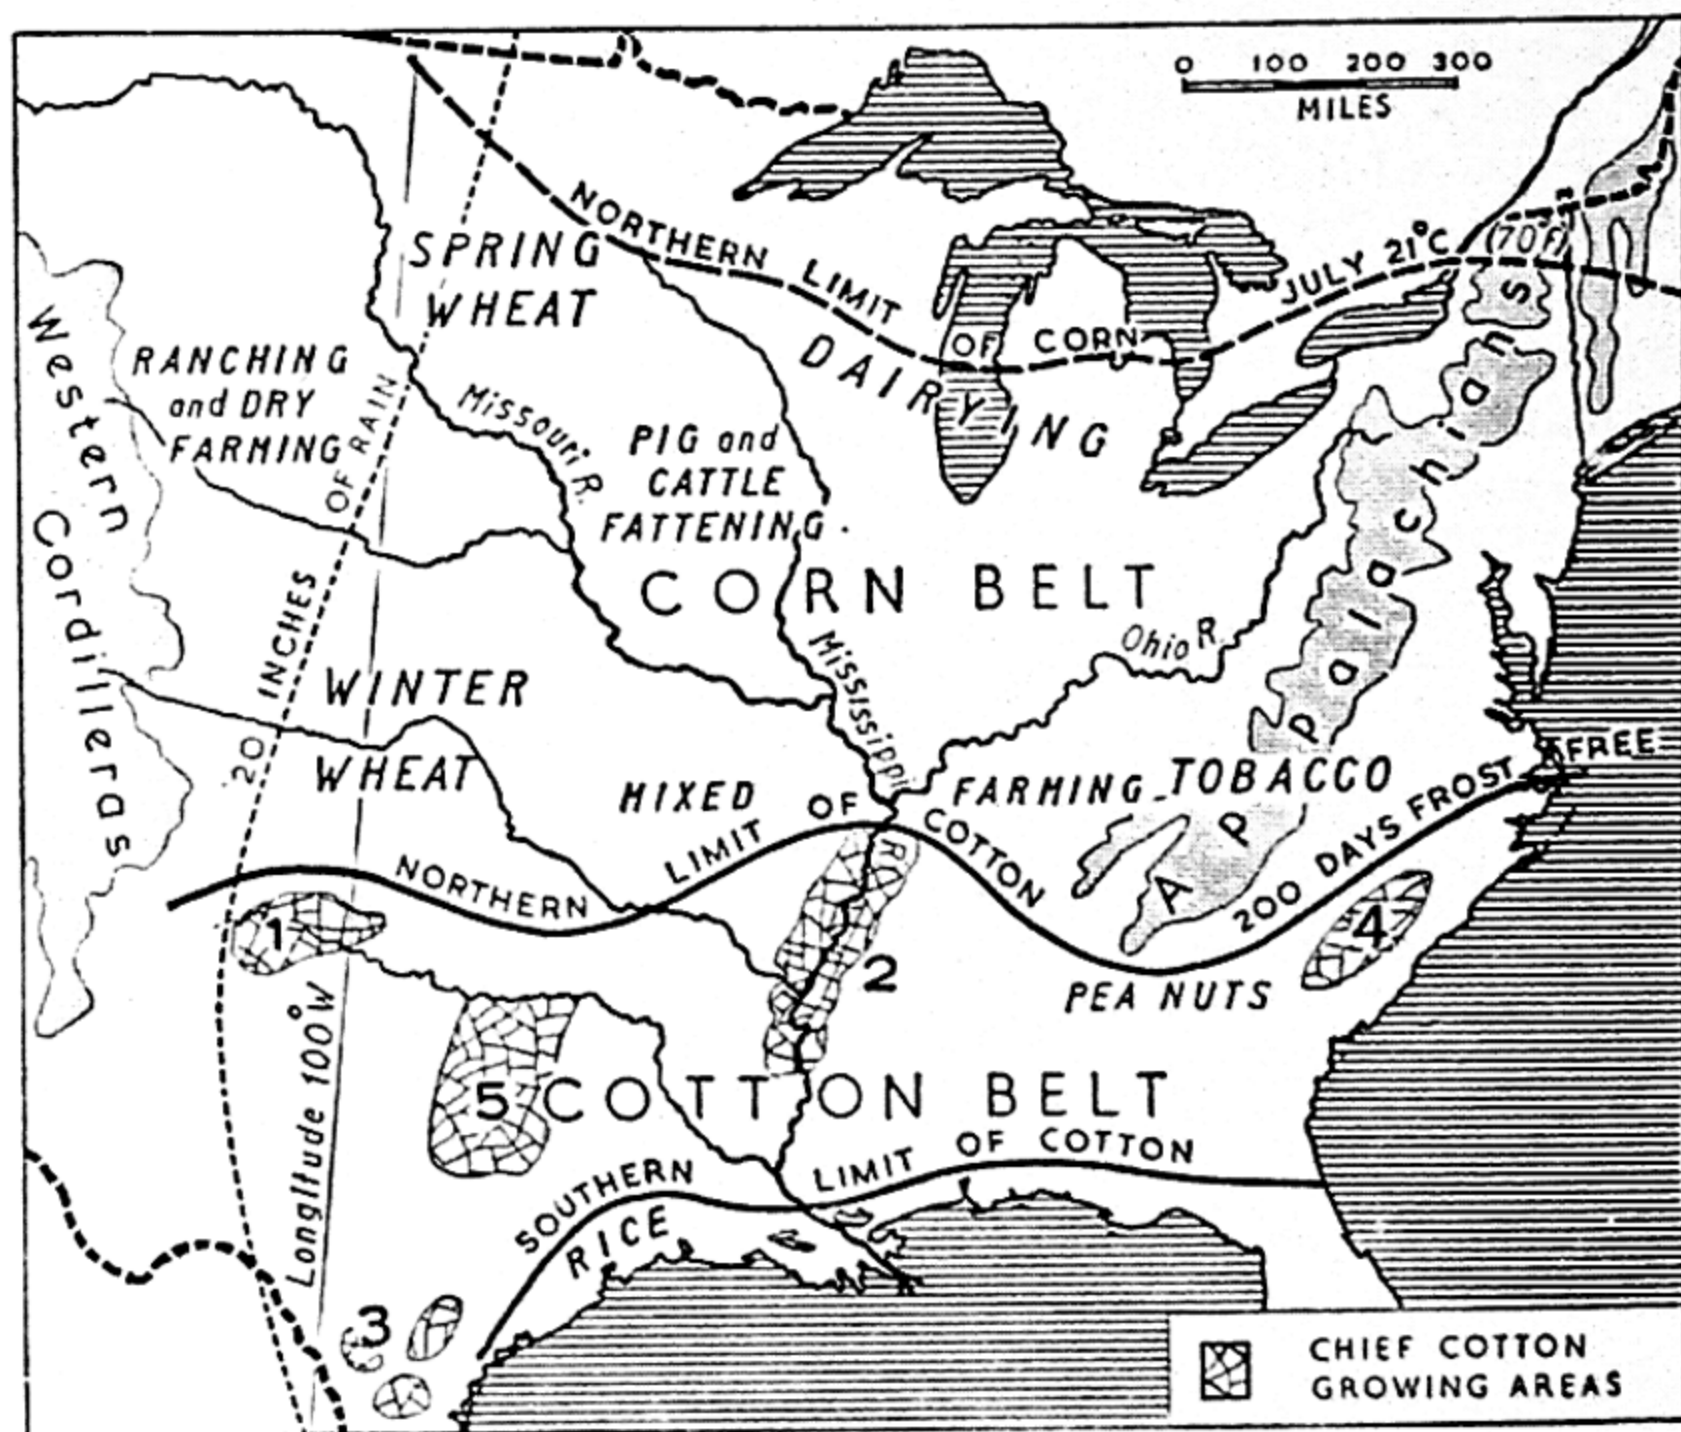 0 100 200 300
MILES
NORTHERN LIMIT OF CORN JULY 21°C (70°F)
SPRING
WHEAT
DAIRYING
Western Cordilleras
RANCHING
and DRY
FARMING
20 INCHES OF RAIN
Missouri R.
PIG and
CATTLE
FATTENING
CORN BELT
Appalachians
Ohio R.
Mississippi R
WINTER
WHEAT
MIXED FARMING
TOBACCO
NORTHERN LIMIT OF COTTON 200 DAYS FROST FREE
1
2
4
PEA NUTS
Longitude 100°W
5
COTTON BELT
SOUTHERN LIMIT OF COTTON
RICE
3
CHIEF COTTON
GROWING AREAS